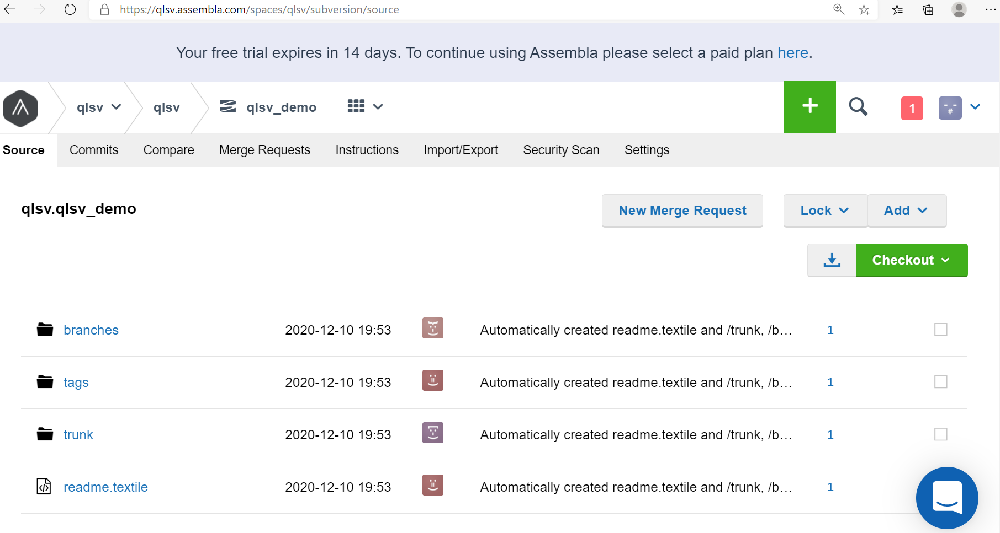 https://qlsv.assembla.com/spaces/qlsv/subversion/source
Your free trial expires in 14 days. To continue using Assembla please select a paid plan here.
qlsv qlsv qlsv_demo 1
Source Commits Compare Merge Requests Instructions Import/Export Security Scan Settings
qlsv.qlsv_demo New Merge Request Lock Add
Checkout
branches 2020-12-10 19:53 Automatically created readme.textile and /trunk, /b... 1
tags 2020-12-10 19:53 Automatically created readme.textile and /trunk, /b... 1
trunk 2020-12-10 19:53 Automatically created readme.textile and /trunk, /b... 1
readme.textile 2020-12-10 19:53 Automatically created readme.textile and /trunk, /b... 1